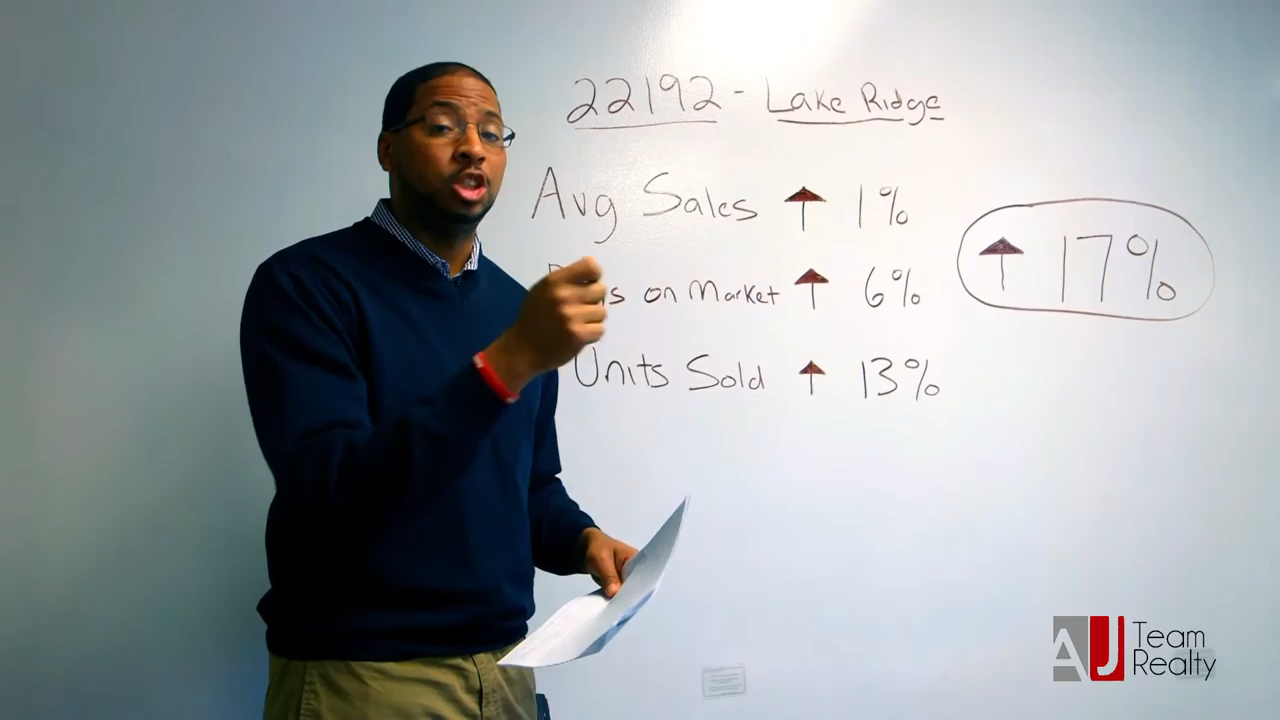 22192 - Lake Ridge
Avg Sales ↑ 1%
↑ 17%
on Market ↑ 6%
Units Sold ↑ 13%
AJ Team
Realty